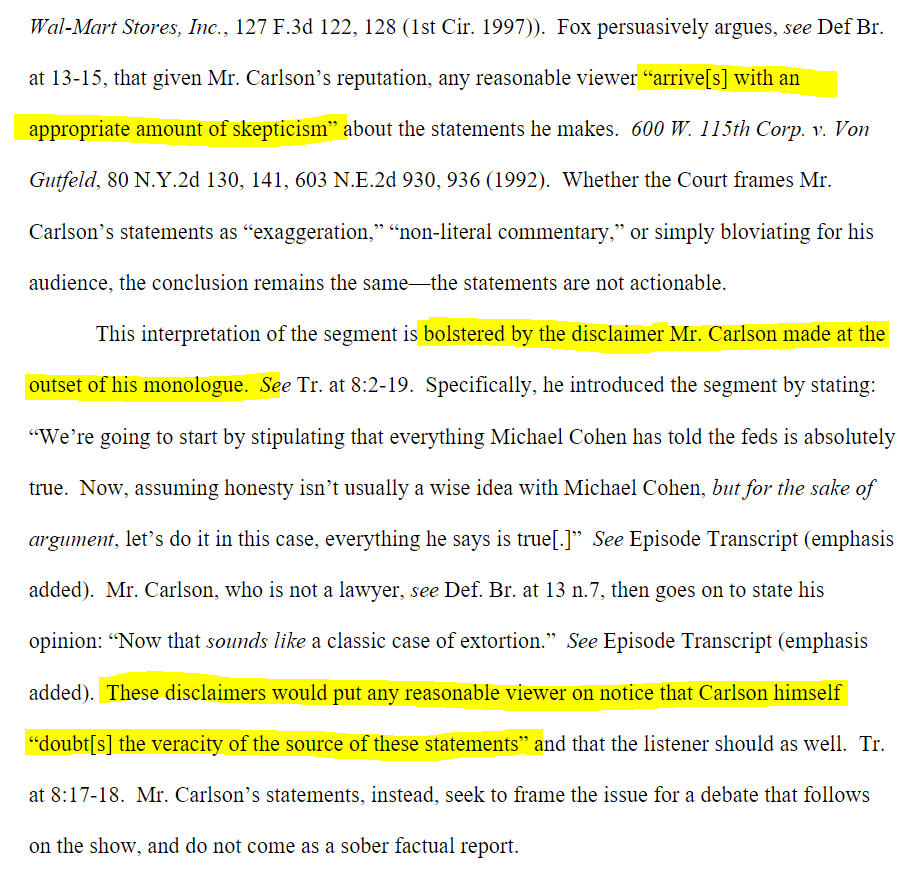 Wal-Mart Stores, Inc., 127 F.3d 122, 128 (1st Cir. 1997)).  Fox persuasively argues, see Def Br.
at 13-15, that given Mr. Carlson’s reputation, any reasonable viewer “arrive[s] with an
appropriate amount of skepticism” about the statements he makes.  600 W. 115th Corp. v. Von
Gutfeld, 80 N.Y.2d 130, 141, 603 N.E.2d 930, 936 (1992).  Whether the Court frames Mr.
Carlson’s statements as “exaggeration,” “non-literal commentary,” or simply bloviating for his
audience, the conclusion remains the same—the statements are not actionable.
This interpretation of the segment is bolstered by the disclaimer Mr. Carlson made at the
outset of his monologue.  See Tr. at 8:2-19.  Specifically, he introduced the segment by stating:
“We’re going to start by stipulating that everything Michael Cohen has told the feds is absolutely
true.  Now, assuming honesty isn’t usually a wise idea with Michael Cohen, but for the sake of
argument, let’s do it in this case, everything he says is true[.]”  See Episode Transcript (emphasis
added).  Mr. Carlson, who is not a lawyer, see Def. Br. at 13 n.7, then goes on to state his
opinion: “Now that sounds like a classic case of extortion.”  See Episode Transcript (emphasis
added).  These disclaimers would put any reasonable viewer on notice that Carlson himself
“doubt[s] the veracity of the source of these statements” and that the listener should as well.  Tr.
at 8:17-18.  Mr. Carlson’s statements, instead, seek to frame the issue for a debate that follows
on the show, and do not come as a sober factual report.